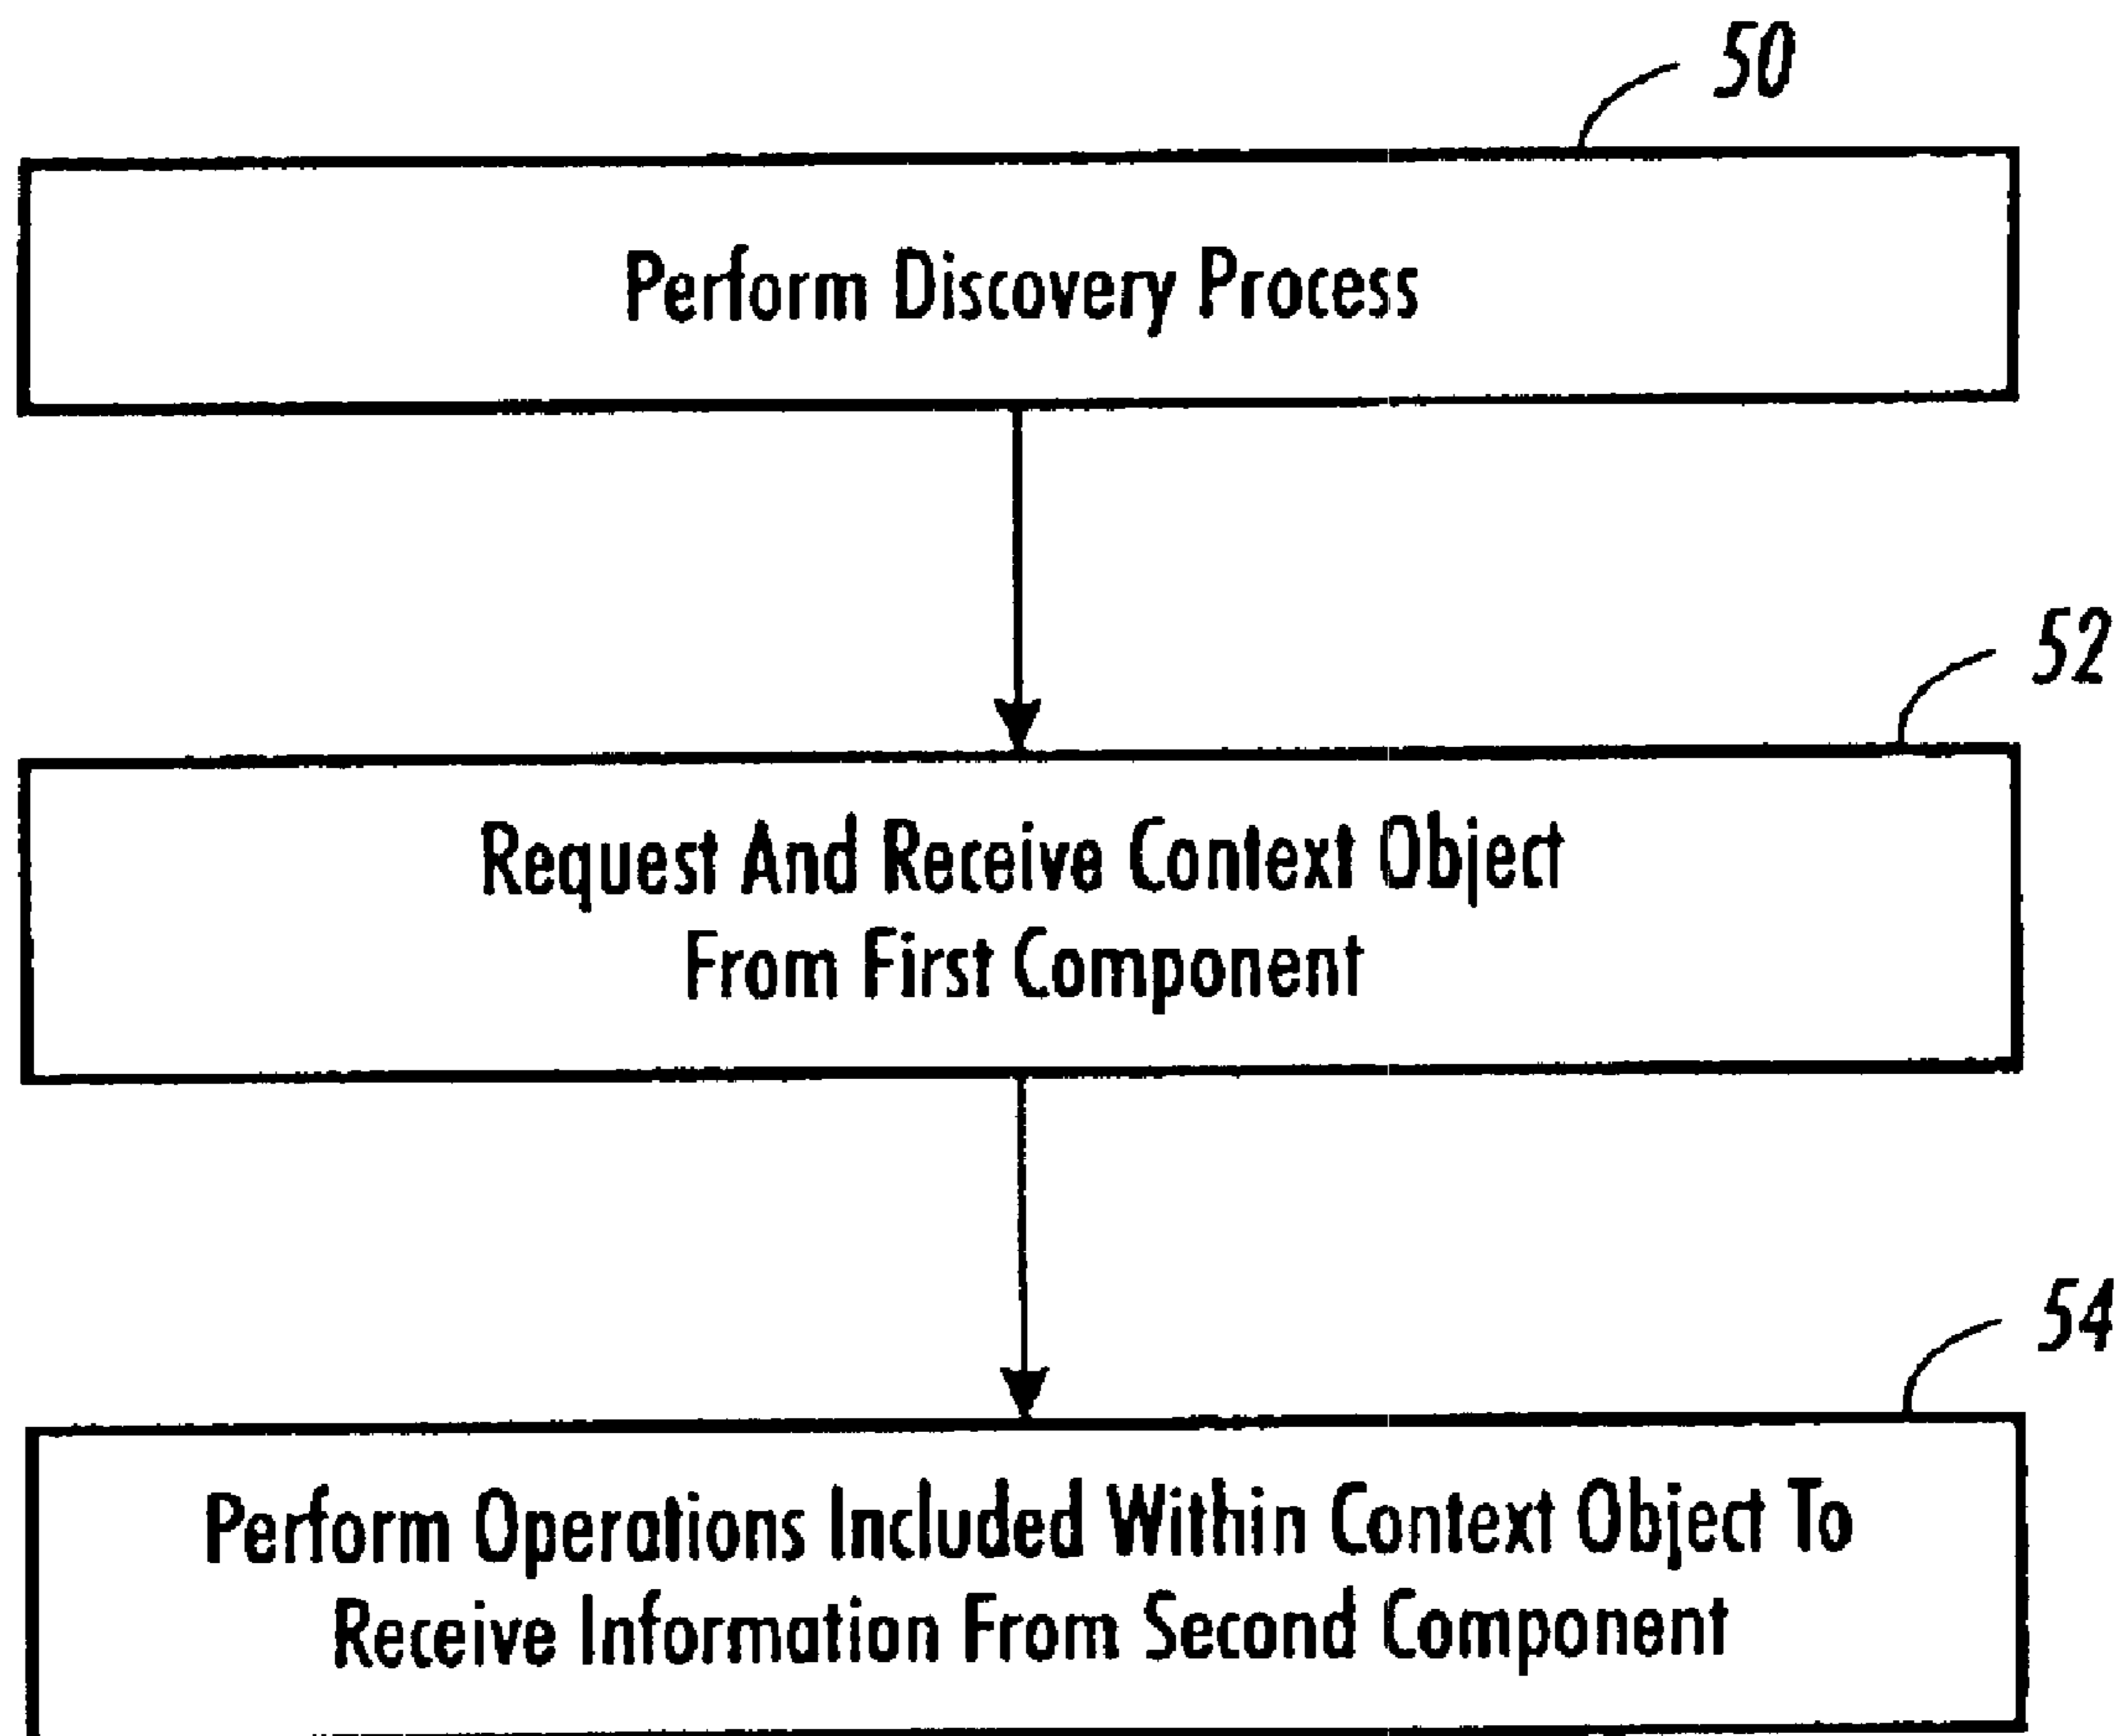 50
Perform Discovery Process
52
Request And Receive Context Object
From First Component
54
Perform Operations Included Within Context Object To
Receive Information From Second Component